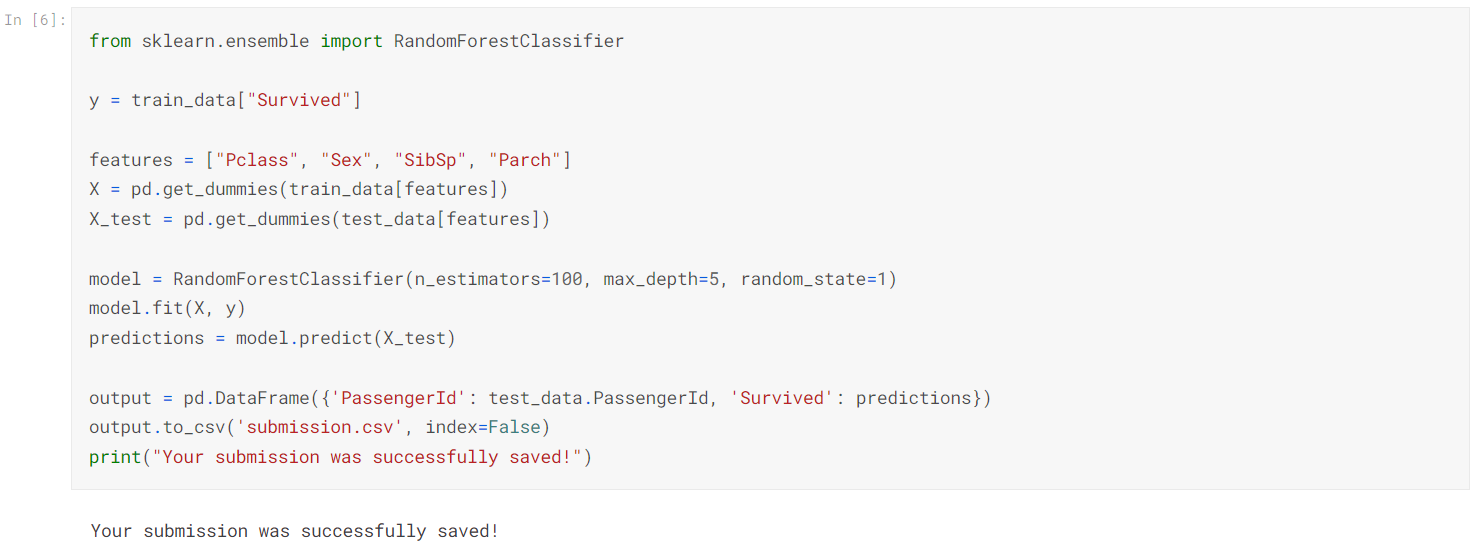 In [6]:
from sklearn.ensemble import RandomForestClassifier
y = train_data["Survived"]
features = ["Pclass", "Sex", "SibSp", "Parch"]
X = pd.get_dummies(train_data[features])
X_test = pd.get_dummies(test_data[features])
model = RandomForestClassifier(n_estimators=100, max_depth=5, random_state=1)
model.fit(X, y)
predictions = model.predict(X_test)
output = pd.DataFrame({'PassengerId': test_data.PassengerId, 'Survived': predictions})
output.to_csv('submission.csv', index=False)
print("Your submission was successfully saved!")
Your submission was successfully saved!